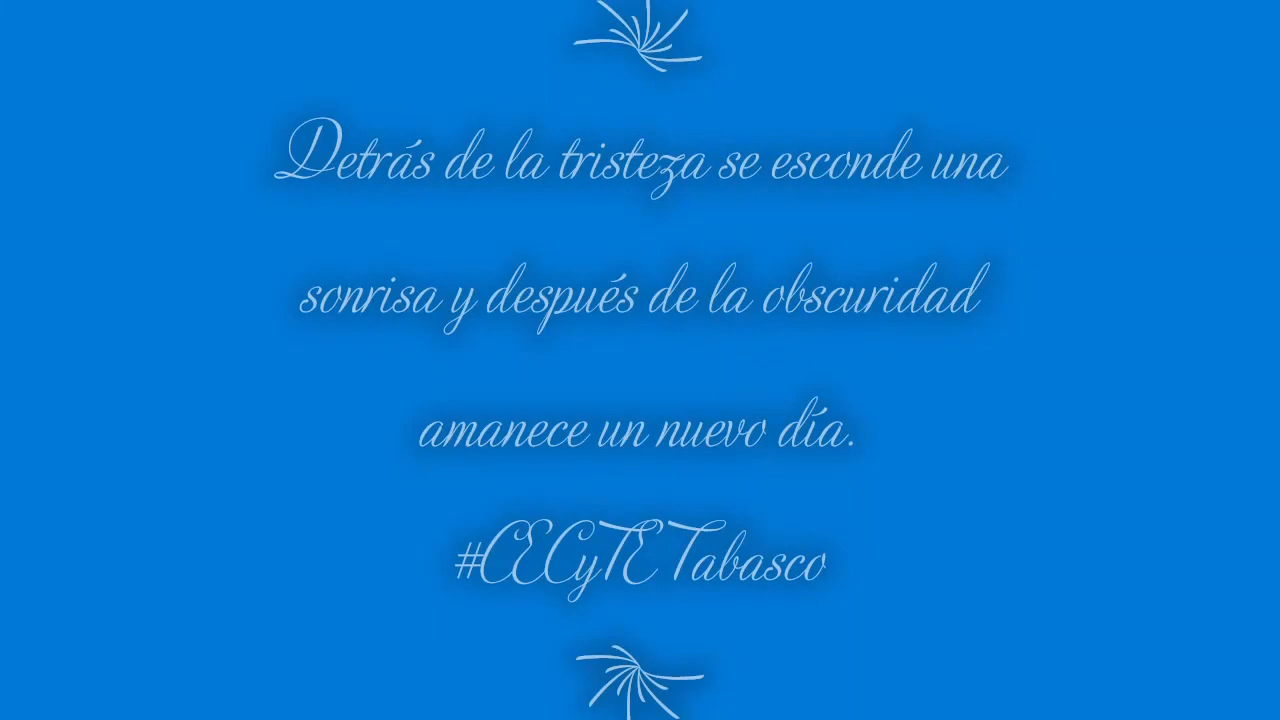 Detrás de la tristeza se esconde una
sonrisa y después de la obscuridad
amanece un nuevo día.
#CECyTETabasco